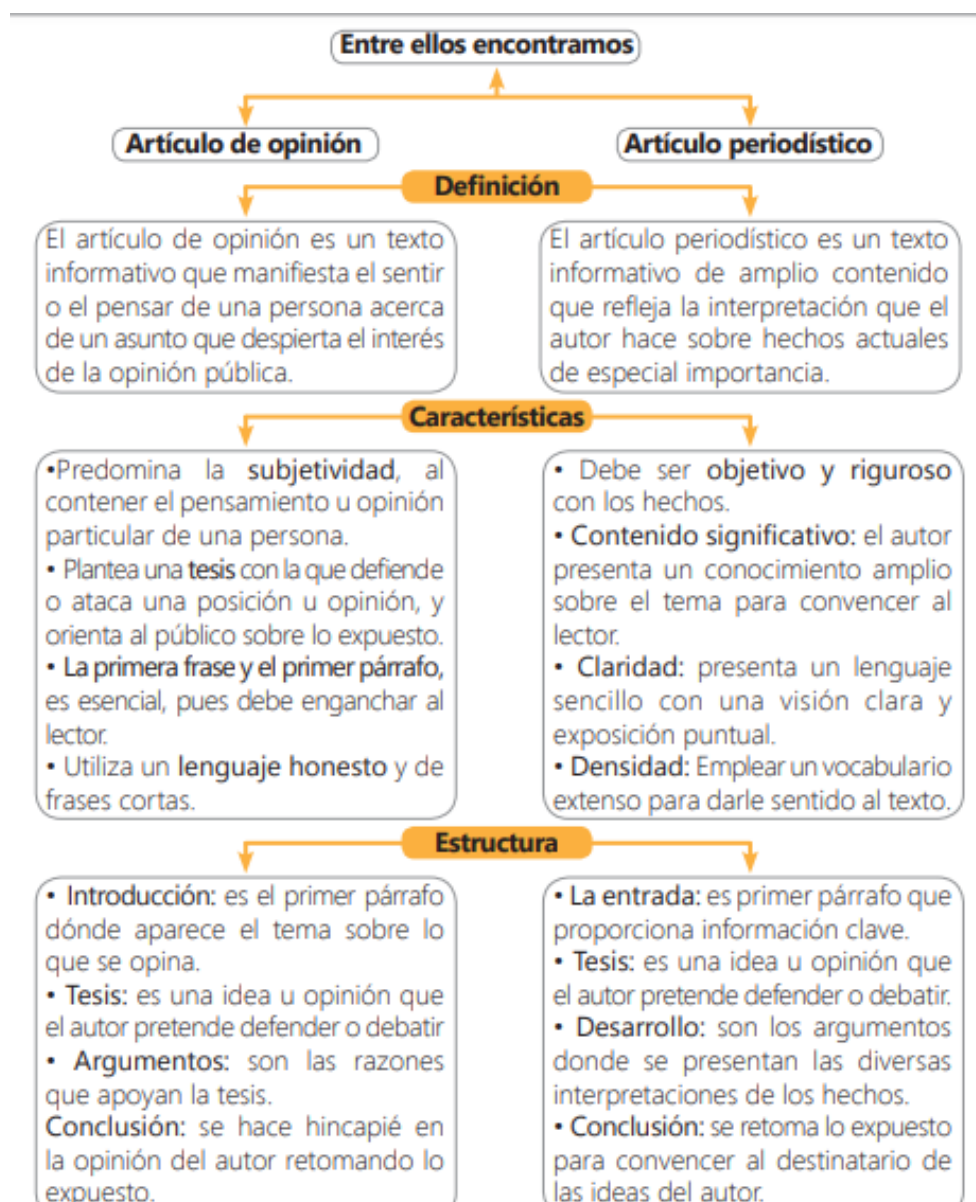 Entre ellos encontramos
Artículo de opinión
Artículo periodístico
Definición
El artículo de opinión es un texto
informativo que manifiesta el sentir
o el pensar de una persona acerca
de un asunto que despierta el interés
de la opinión pública.
El artículo periodístico es un texto
informativo de amplio contenido
que refleja la interpretación que el
autor hace sobre hechos actuales
de especial importancia.
Características
•Predomina la subjetividad, al
contener el pensamiento u opinión
particular de una persona.
• Plantea una tesis con la que defiende
o ataca una posición u opinión, y
orienta al público sobre lo expuesto.
• La primera frase y el primer párrafo,
es esencial, pues debe enganchar al
lector.
• Utiliza un lenguaje honesto y de
frases cortas.
• Debe ser objetivo y riguroso
con los hechos.
• Contenido significativo: el autor
presenta un conocimiento amplio
sobre el tema para convencer al
lector.
• Claridad: presenta un lenguaje
sencillo con una visión clara y
exposición puntual.
• Densidad: Emplear un vocabulario
extenso para darle sentido al texto.
Estructura
• Introducción: es el primer párrafo
dónde aparece el tema sobre lo
que se opina.
• Tesis: es una idea u opinión que
el autor pretende defender o debatir
• Argumentos: son las razones
que apoyan la tesis.
Conclusión: se hace hincapié en
la opinión del autor retomando lo
expuesto.
• La entrada: es primer párrafo que
proporciona información clave.
• Tesis: es una idea u opinión que
el autor pretende defender o debatir.
• Desarrollo: son los argumentos
donde se presentan las diversas
interpretaciones de los hechos.
• Conclusión: se retoma lo expuesto
para convencer al destinatario de
las ideas del autor.